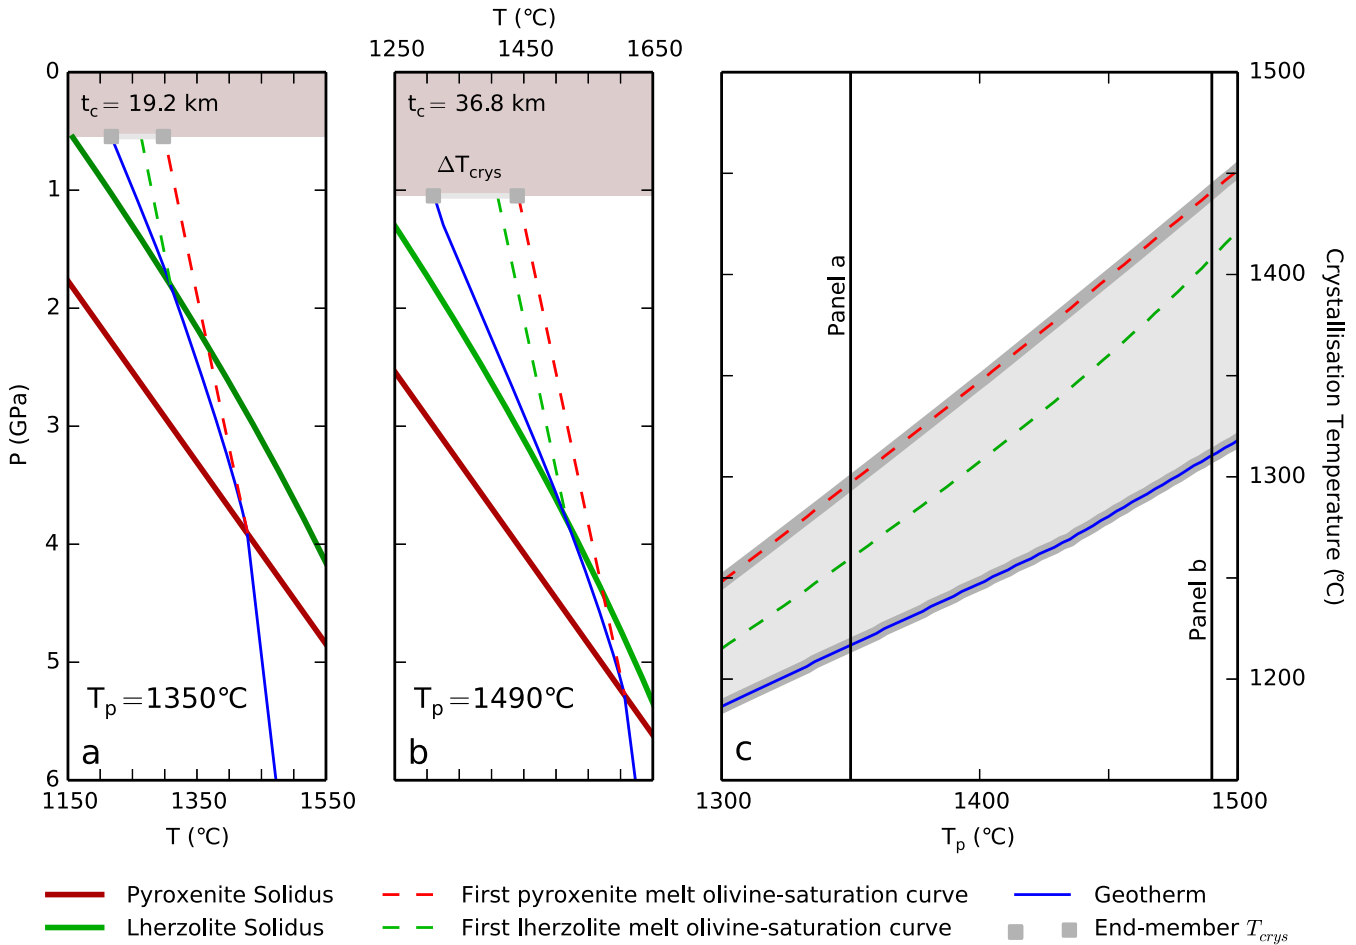 T (°C)
1250 1450 1650
0 1500
t_c = 19.2 km
t_c = 36.8 km
ΔT_crys
1
Panel a
1400
2
P (GPa)
3
1300
Crystallisation Temperature (°C)
4
Panel b
5
1200
T_p = 1350°C
T_p = 1490°C
a
b
c
6
1150 1350 1550
1300 1400 1500
T (°C)
T_p (°C)
Pyroxenite Solidus
First pyroxenite melt olivine-saturation curve
Geotherm
Lherzolite Solidus
First lherzolite melt olivine-saturation curve
End-member T_crys